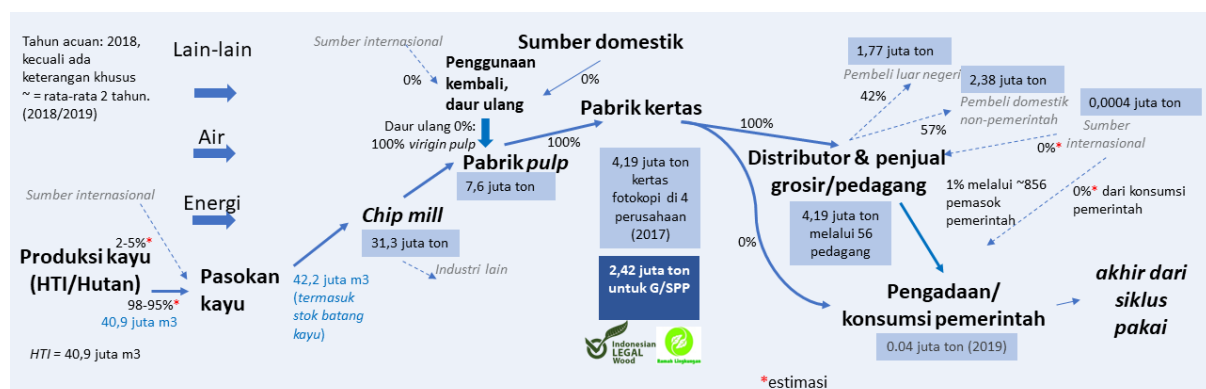 Tahun acuan: 2018,
kecuali ada
keterangan khusus
~ = rata-rata 2 tahun.
(2018/2019)
Lain-lain
Air
Energi
Sumber internasional
2-5%*
Produksi kayu
(HTI/Hutan)
98-95%*
40,9 juta m3
HTI = 40,9 juta m3
Pasokan
kayu
42,2 juta m3
(termasuk
stok batang
kayu)
Chip mill
31,3 juta ton
Industri lain
Sumber internasional
0%
Sumber domestik
0%
Penggunaan
kembali,
daur ulang
Daur ulang 0%:
100% virigin pulp
Pabrik pulp
7,6 juta ton
100%
Pabrik kertas
4,19 juta ton
kertas
fotokopi di 4
perusahaan
(2017)
2,42 juta ton
untuk G/SPP
Indonesian
LEGAL
Wood
Ramah Lingkungan
100%
0%
Distributor & penjual
grosir/pedagang
4,19 juta ton
melalui 56
pedagang
1,77 juta ton
Pembeli luar negeri
42%
2,38 juta ton
Pembeli domestik
non-pemerintah
57%
0,0004 juta ton
Sumber
internasional
0%*
1% melalui ~856
pemasok
pemerintah
0%* dari konsumsi
pemerintah
Pengadaan/
konsumsi pemerintah
0.04 juta ton (2019)
akhir dari
siklus
pakai
*estimasi